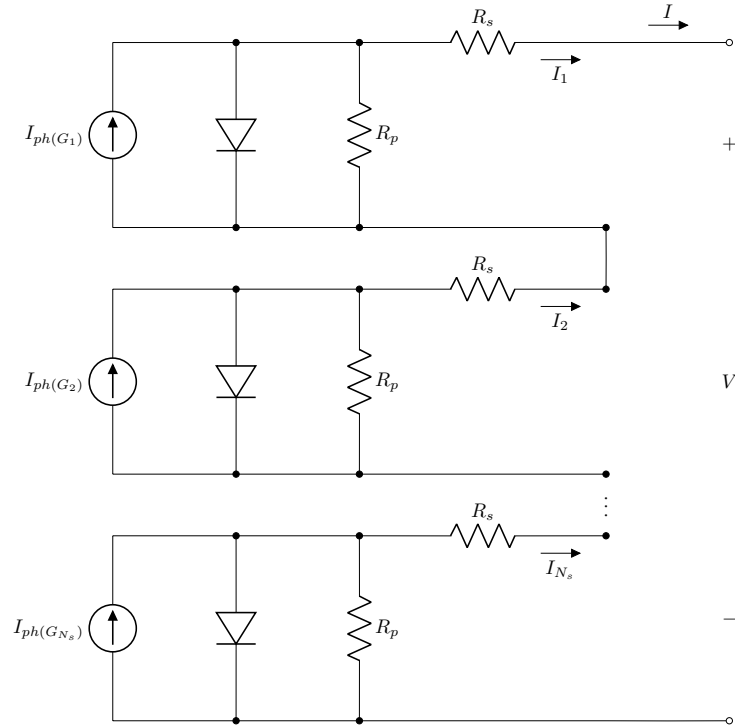 R_s
I
I_1
I_{ph(G_1)}
R_p
+
R_s
I_2
I_{ph(G_2)}
R_p
V
⋮
R_s
I_{N_s}
I_{ph(G_{N_s})}
R_p
−